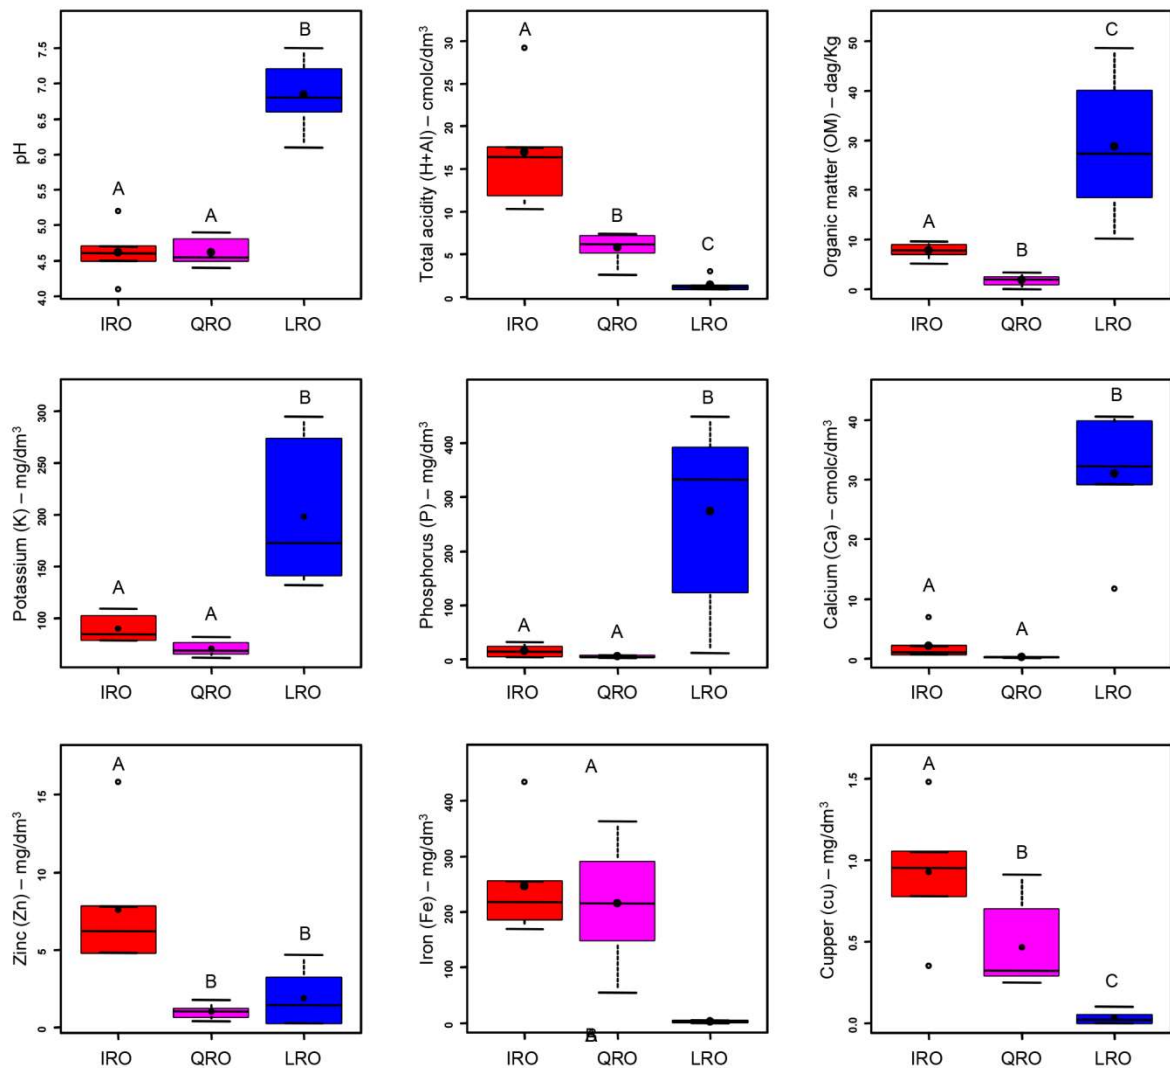 B
A
C
A
A
A
B
B
C
pH
4.0 4.5 5.0 5.5 6.0 6.5 7.0 7.5
Total acidity (H+Al) – cmolc/dm³
0 5 10 15 20 25 30
Organic matter (OM) – dag/Kg
0 10 20 30 40 50
IRO QRO LRO
IRO QRO LRO
IRO QRO LRO
B
B
B
A
A
A
A
A
A
Potassium (K) – mg/dm³
100 150 200 250 300
Phosphorus (P) – mg/dm³
0 100 200 300 400
Calcium (Ca) – cmolc/dm³
0 10 20 30 40
IRO QRO LRO
IRO QRO LRO
IRO QRO LRO
A
A
A
B
B
B
C
Zinc (Zn) – mg/dm³
0 5 10 15
Iron (Fe) – mg/dm³
0 100 200 300 400
Cupper (cu) – mg/dm³
0.0 0.5 1.0 1.5
IRO QRO LRO
IRO QRO LRO
IRO QRO LRO